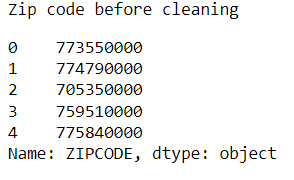 Zip code before cleaning
0    773550000
1    774790000
2    705350000
3    759510000
4    775840000
Name: ZIPCODE, dtype: object